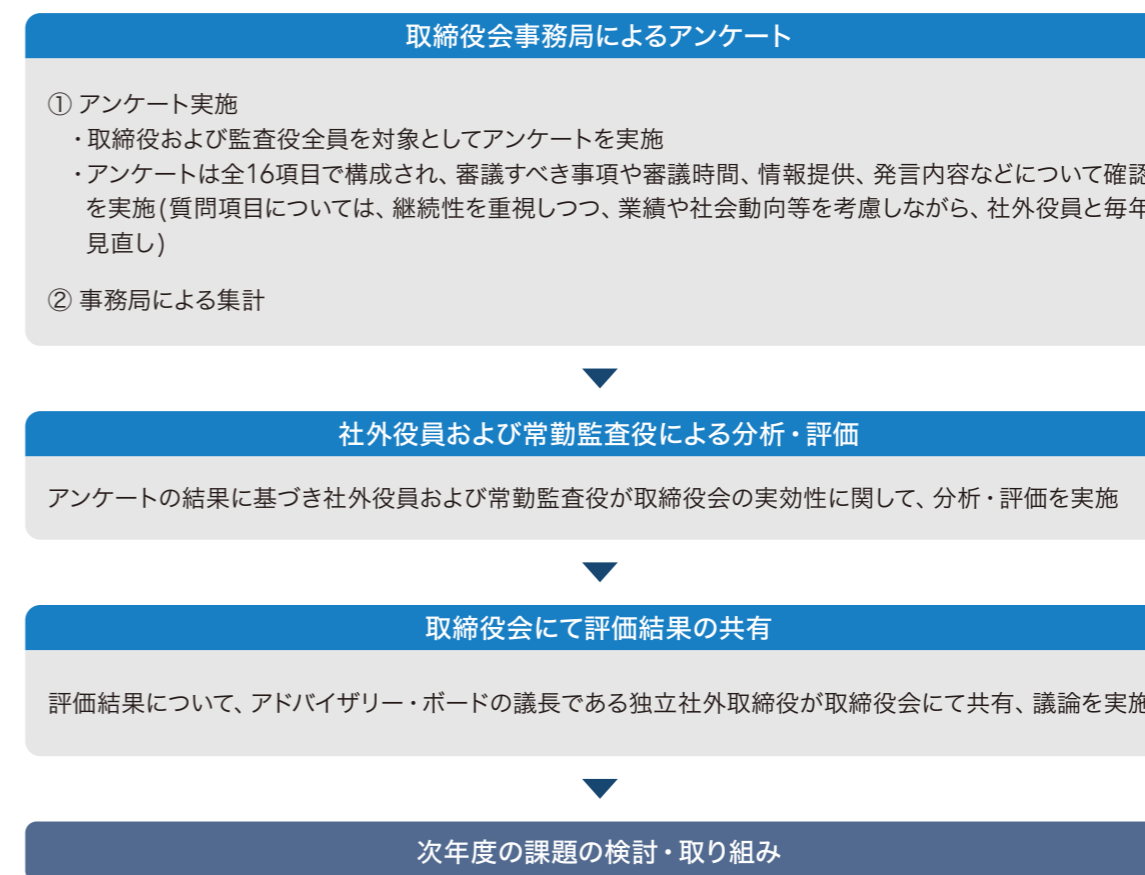 取締役会事務局によるアンケート
① アンケート実施
・取締役および監査役全員を対象としてアンケートを実施
・アンケートは全16項目で構成され、審議すべき事項や審議時間、情報提供、発言内容などについて確認
を実施(質問項目については、継続性を重視しつつ、業績や社会動向等を考慮しながら、社外役員と毎年
見直し)
② 事務局による集計
社外役員および常勤監査役による分析・評価
アンケートの結果に基づき社外役員および常勤監査役が取締役会の実効性に関して、分析・評価を実施
取締役会にて評価結果の共有
評価結果について、アドバイザリー・ボードの議長である独立社外取締役が取締役会にて共有、議論を実施
次年度の課題の検討・取り組み